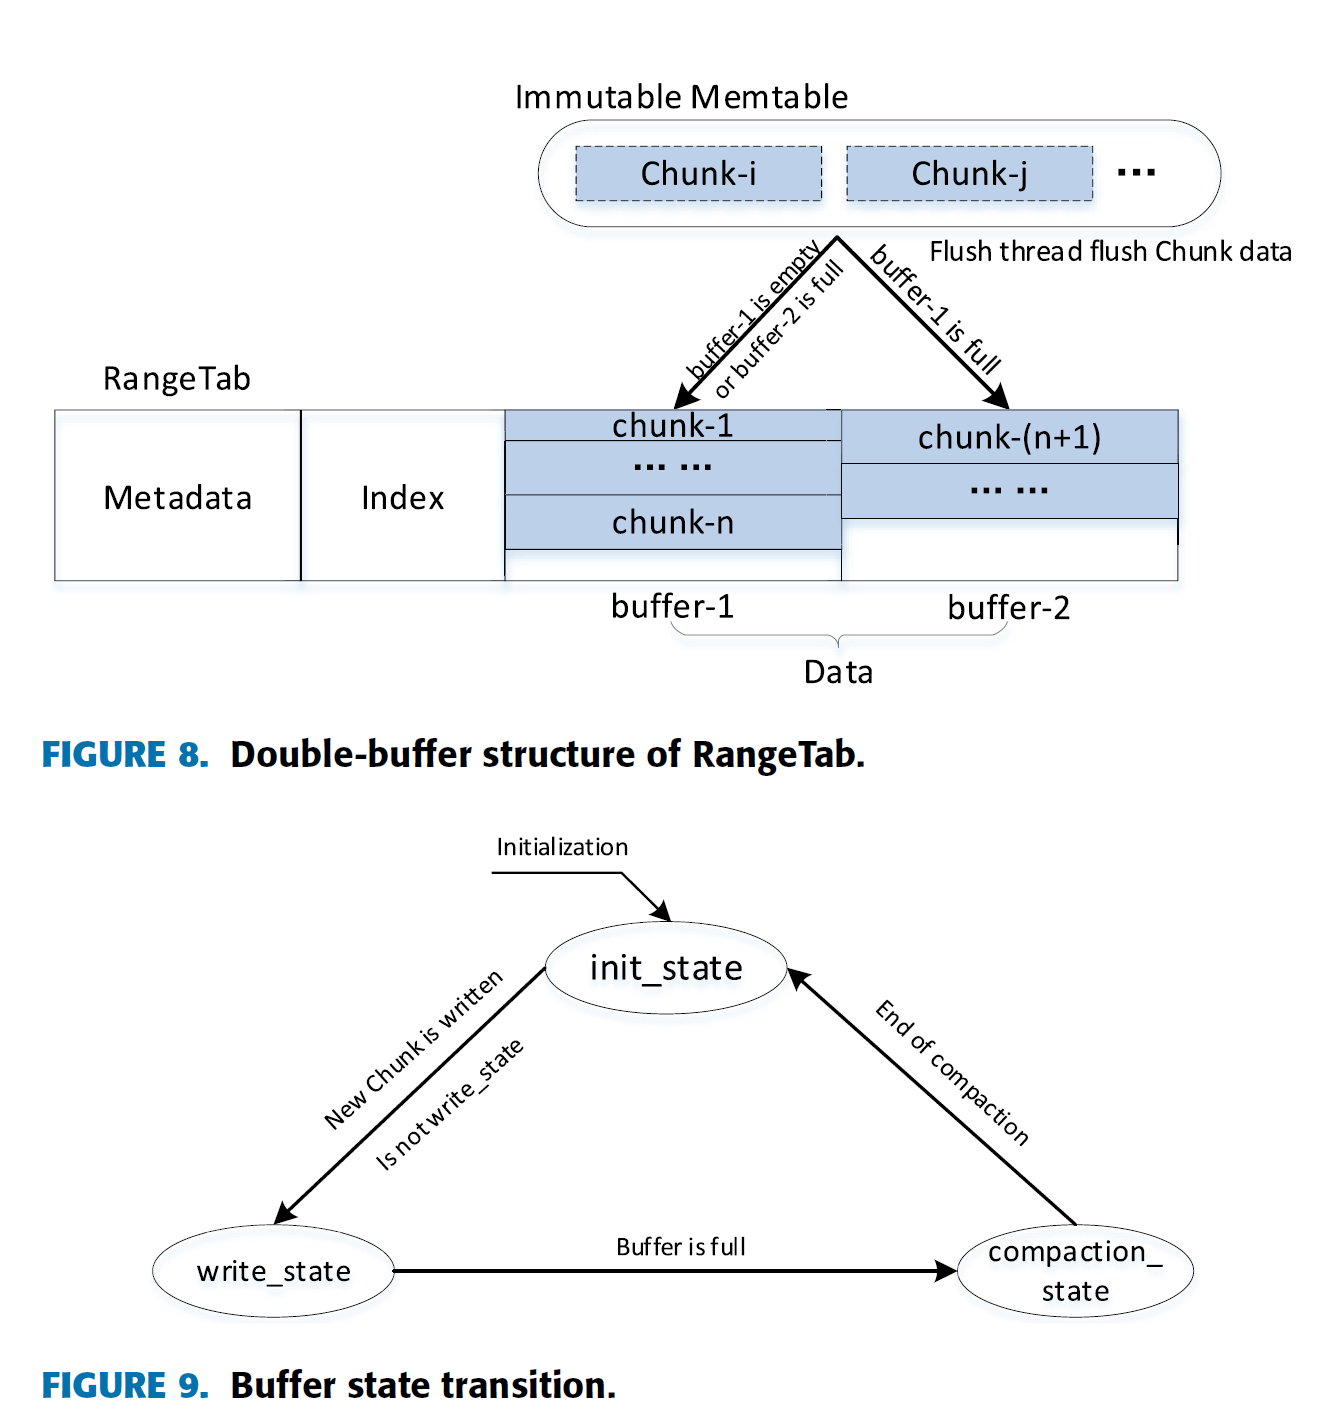 Immutable Memtable
Chunk-i
Chunk-j
...
Flush thread flush Chunk data
buffer-1 is empty
or buffer-2 is full
buffer-1 is full
RangeTab
Metadata
Index
chunk-1
... ...
chunk-n
chunk-(n+1)
... ...
buffer-1
buffer-2
Data
FIGURE 8. Double-buffer structure of RangeTab.
Initialization
init_state
New Chunk is written
Is not write_state
End of compaction
write_state
Buffer is full
compaction_
state
FIGURE 9. Buffer state transition.